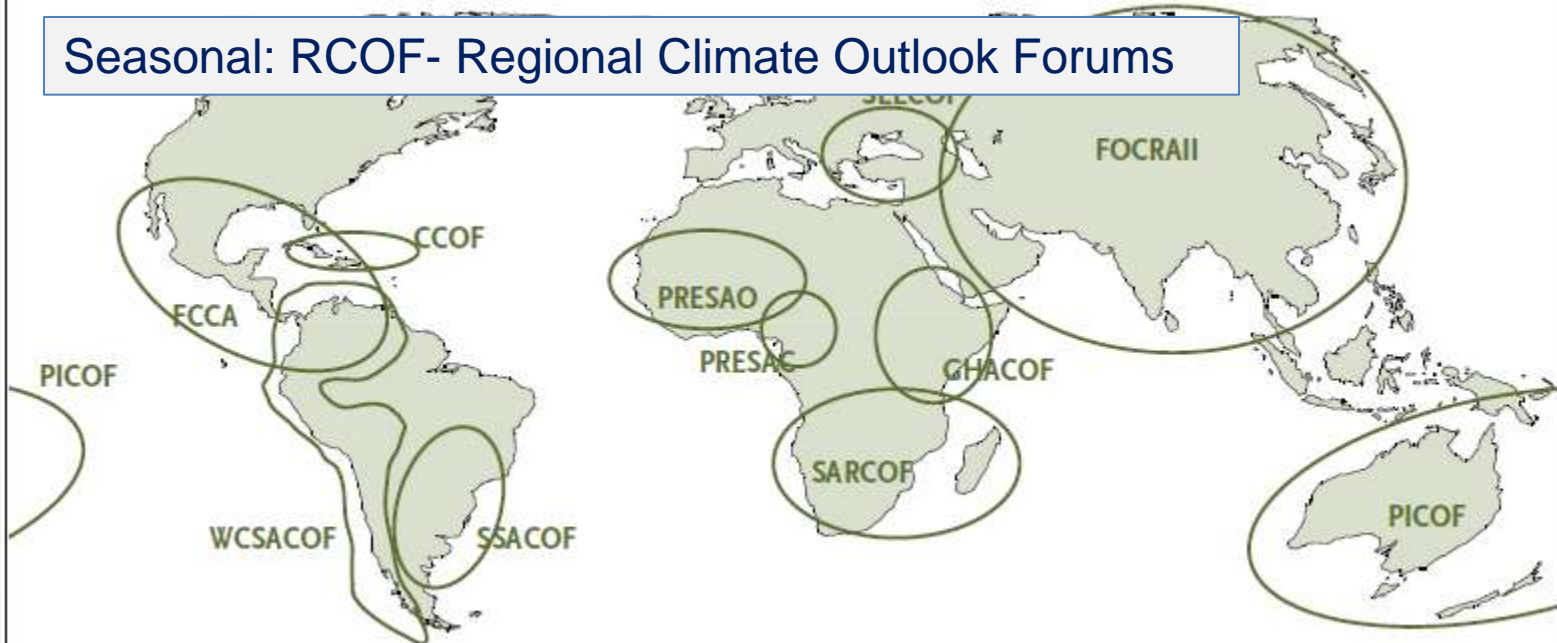 Seasonal: RCOF- Regional Climate Outlook Forums
FOCRAII
CCOF
PRESAO
FCCA
PRESAC
GHACOF
PICOF
SARCOF
PICOF
WCSACOF
SSACOF